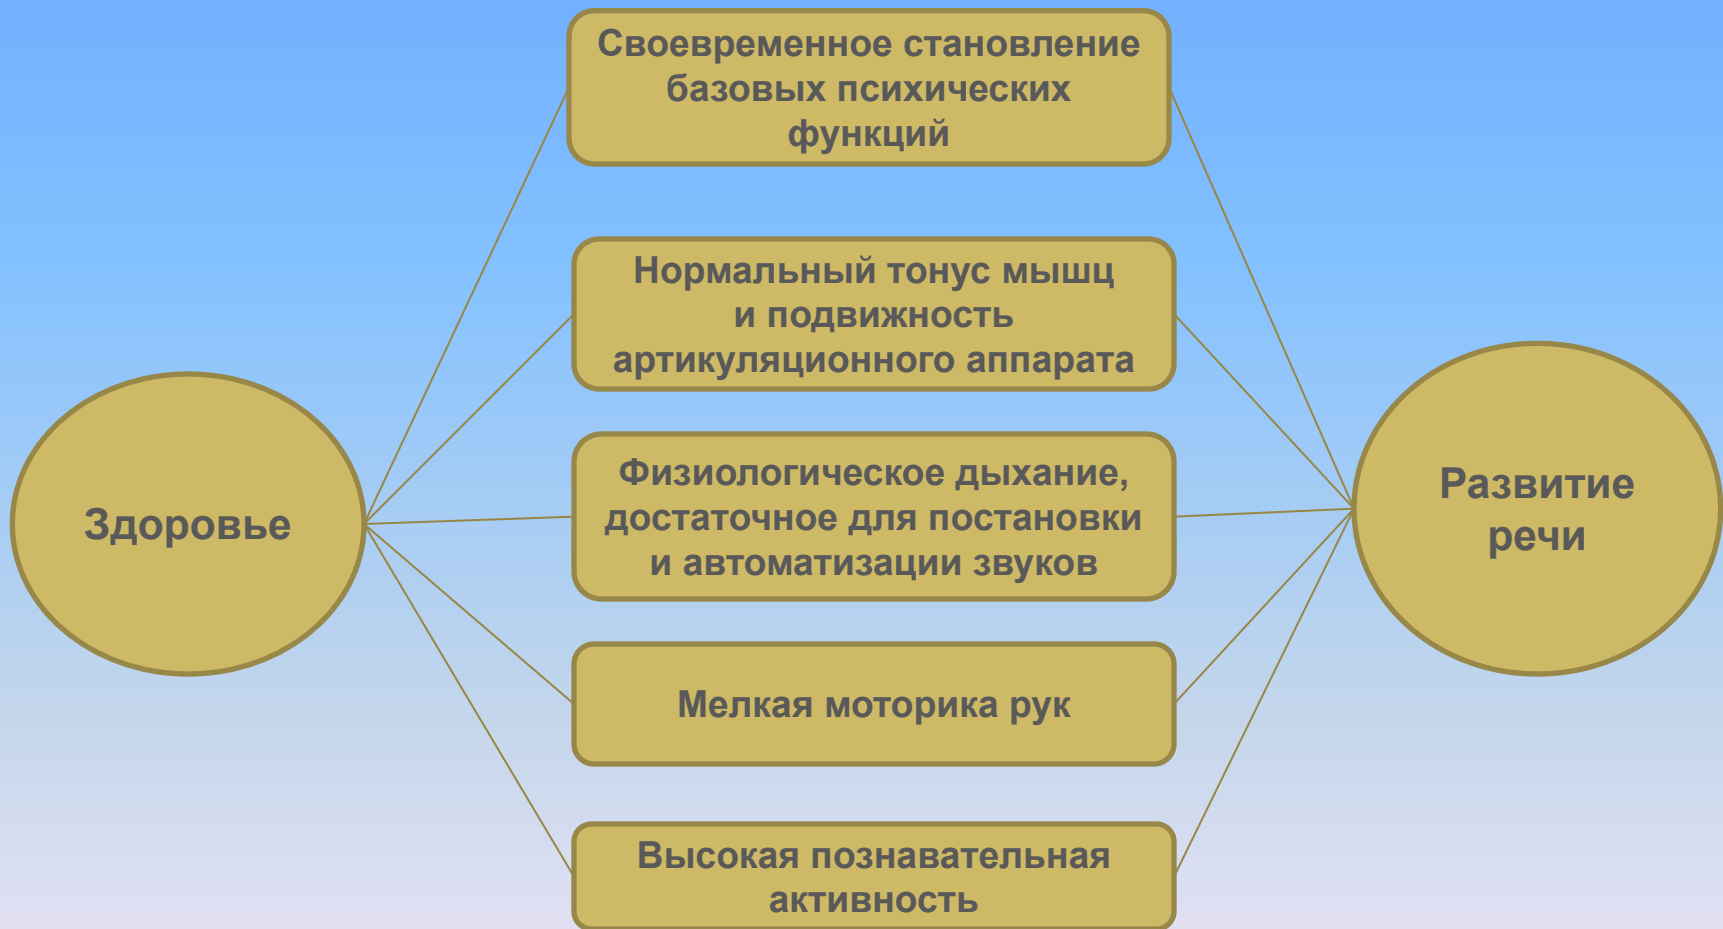 Своевременное становление
базовых психических
функций
Нормальный тонус мышц
и подвижность
артикуляционного аппарата
Здоровье
Физиологическое дыхание,
достаточное для постановки
и автоматизации звуков
Развитие
речи
Мелкая моторика рук
Высокая познавательная
активность